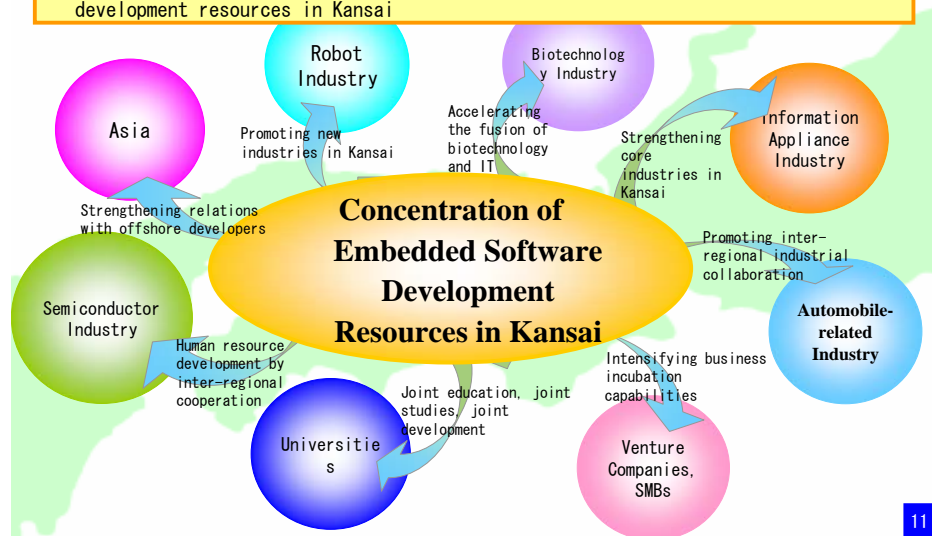 development resources in Kansai
Robot
Industry
Biotechnolog
y Industry
Asia
Information
Appliance
Industry
Promoting new
industries in Kansai
Accelerating
the fusion of
biotechnology
and IT
Strengthening
core
industries in
Kansai
Strengthening relations
with offshore developers
Concentration of
Embedded Software
Development
Resources in Kansai
Promoting inter-
regional industrial
collaboration
Semiconductor
Industry
Automobile-
related
Industry
Human resource
development by
inter-regional
cooperation
Intensifying business
incubation
capabilities
Joint education, joint
studies, joint
development
Universitie
s
Venture
Companies,
SMBs
11